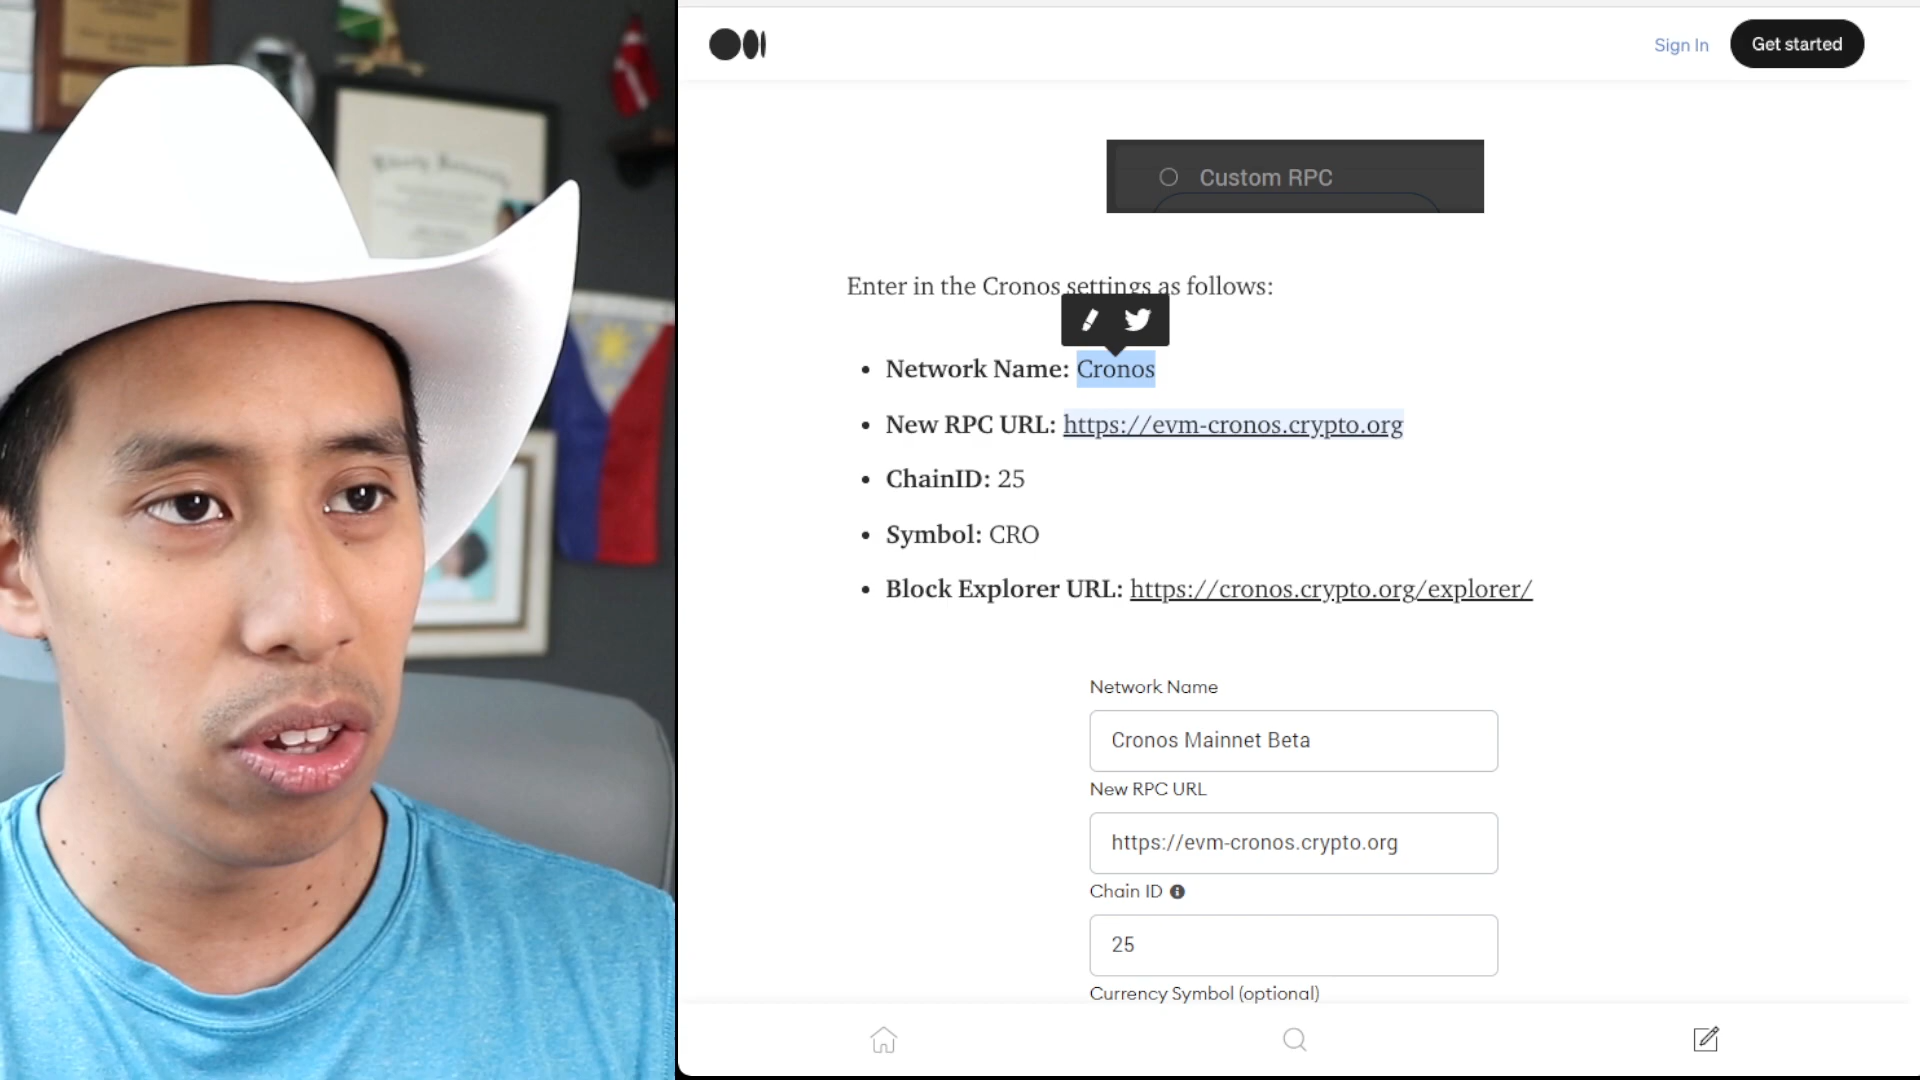 Sign In
Get started
Custom RPC
Enter in the Cronos settings as follows:
Network Name: Cronos
New RPC URL: https://evm-cronos.crypto.org
ChainID: 25
Symbol: CRO
Block Explorer URL: https://cronos.crypto.org/explorer/
Network Name
Cronos Mainnet Beta
New RPC URL
https://evm-cronos.crypto.org
Chain ID
25
Currency Symbol (optional)